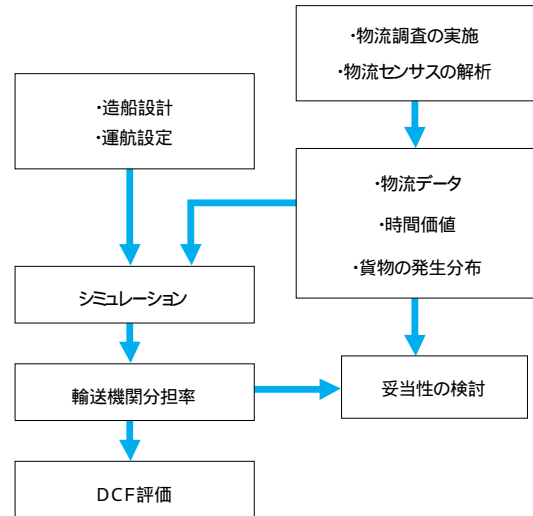 ・物流調査の実施
・物流センサスの解析
・造船設計
・運航設定
・物流データ
・時間価値
・貨物の発生分布
シミュレーション
輸送機関分担率
妥当性の検討
DCF評価